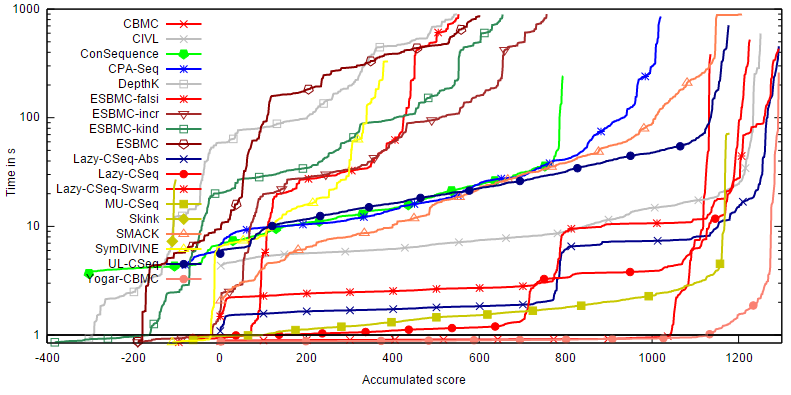 1000
CBMC
CIVL
ConSequence
CPA-Seq
DepthK
ESBMC-falsi
ESBMC-incr
ESBMC-kind
ESBMC
Lazy-CSeq-Abs
Lazy-CSeq
Lazy-CSeq-Swarm
MU-CSeq
Skink
SMACK
SymDIVINE
UL-CSeq
Yogar-CBMC
100
10
1
Time in s
-400 -200 0 200 400 600 800 1000 1200
Accumulated score